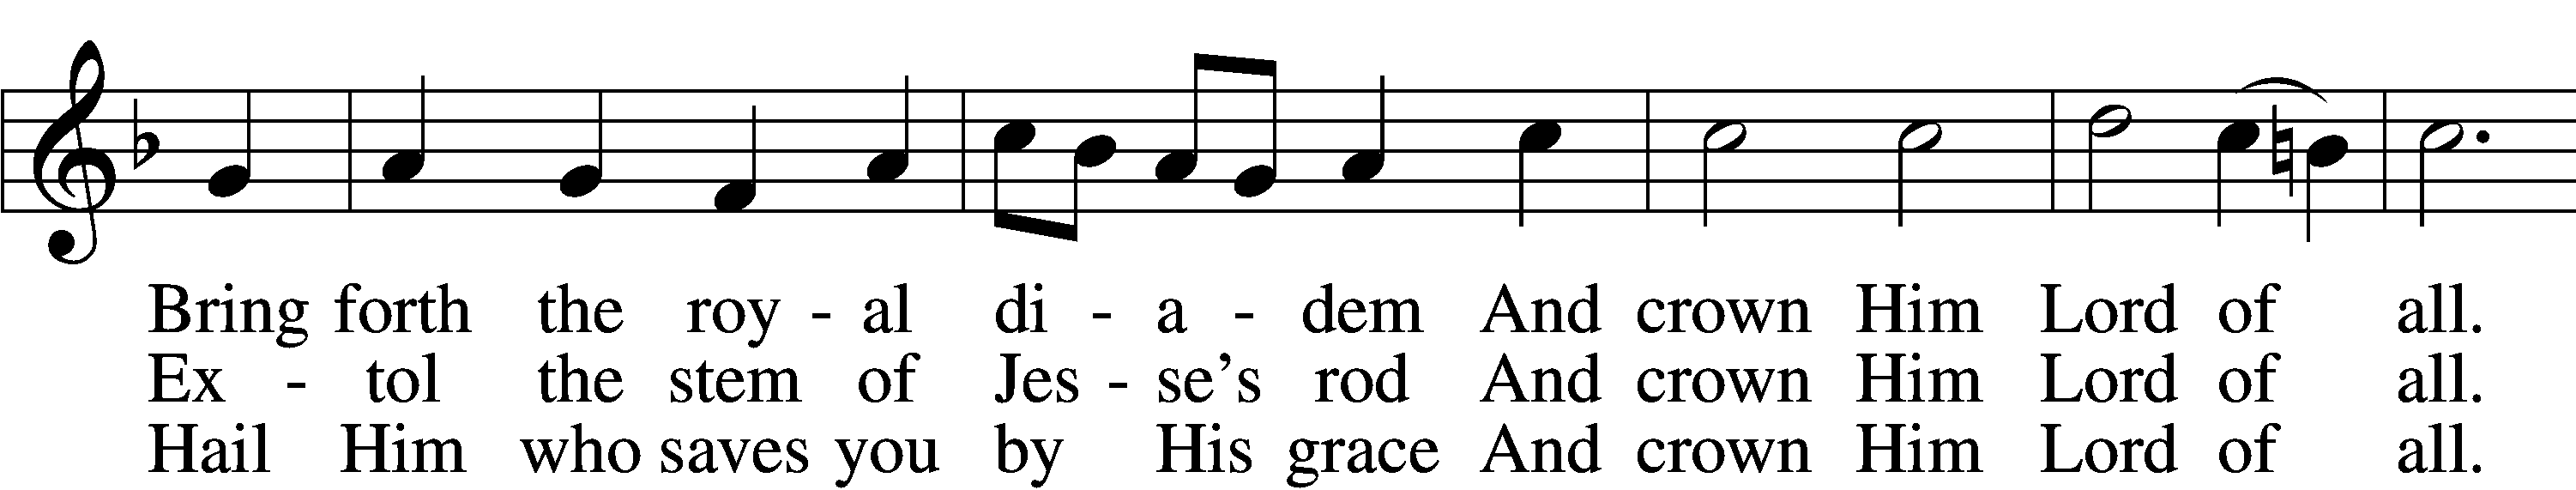 Bring forth the roy - al di - a - dem And crown Him Lord of all.
Ex - tol the stem of Jes - se's rod And crown Him Lord of all.
Hail Him who saves you by His grace And crown Him Lord of all.